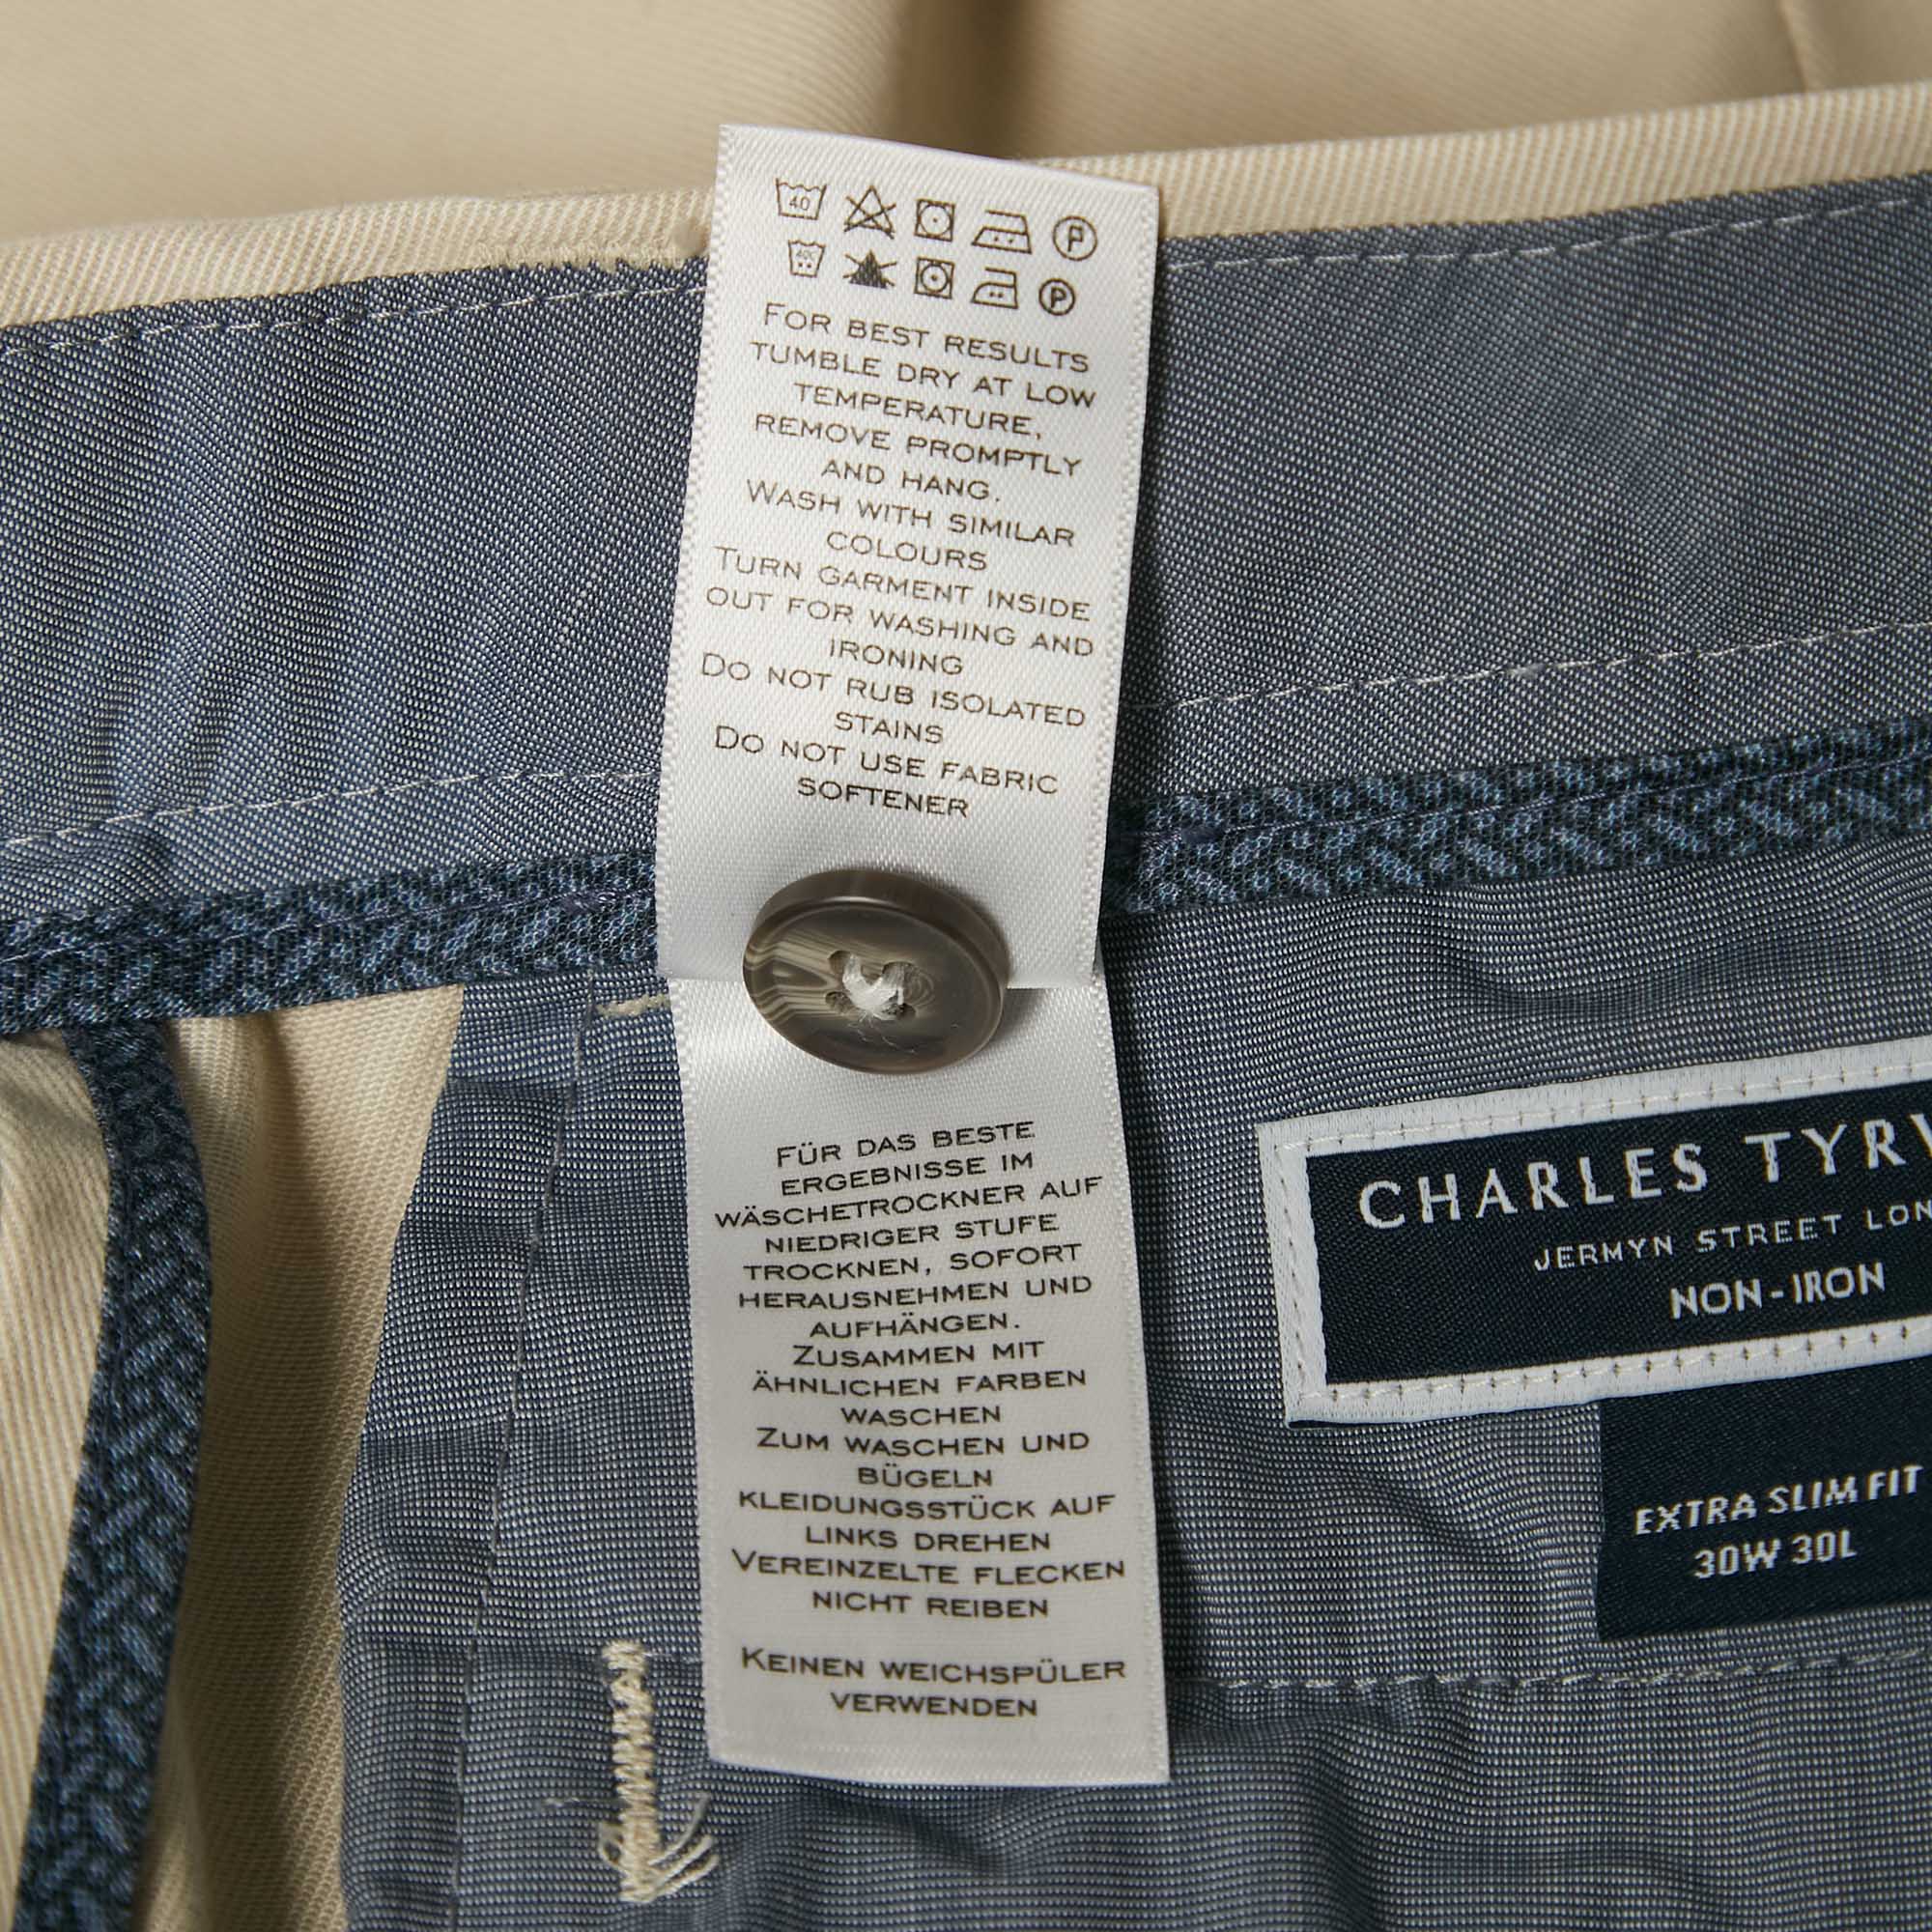 40
P
P
FOR BEST RESULTS
TUMBLE DRY AT LOW
TEMPERATURE,
REMOVE PROMPTLY
AND HANG.
WASH WITH SIMILAR
COLOURS
TURN GARMENT INSIDE
OUT FOR WASHING AND
IRONING
DO NOT RUB ISOLATED
STAINS
DO NOT USE FABRIC
SOFTENER
FÜR DAS BESTE
ERGEBNISSE IM
WÄSCHETROCKNER AUF
NIEDRIGER STUFE
TROCKNEN, SOFORT
HERAUSNEHMEN UND
AUFHÄNGEN.
ZUSAMMEN MIT
ÄHNLICHEN FARBEN
WASCHEN
ZUM WASCHEN UND
BÜGELN
KLEIDUNGSSTÜCK AUF
LINKS DREHEN
VEREINZELTE FLECKEN
NICHT REIBEN
KEINEN WEICHSPÜLER
VERWENDEN
CHARLES
JERMYN STREET
NON-IRON
EXTRA SLIM FIT
30W 30L